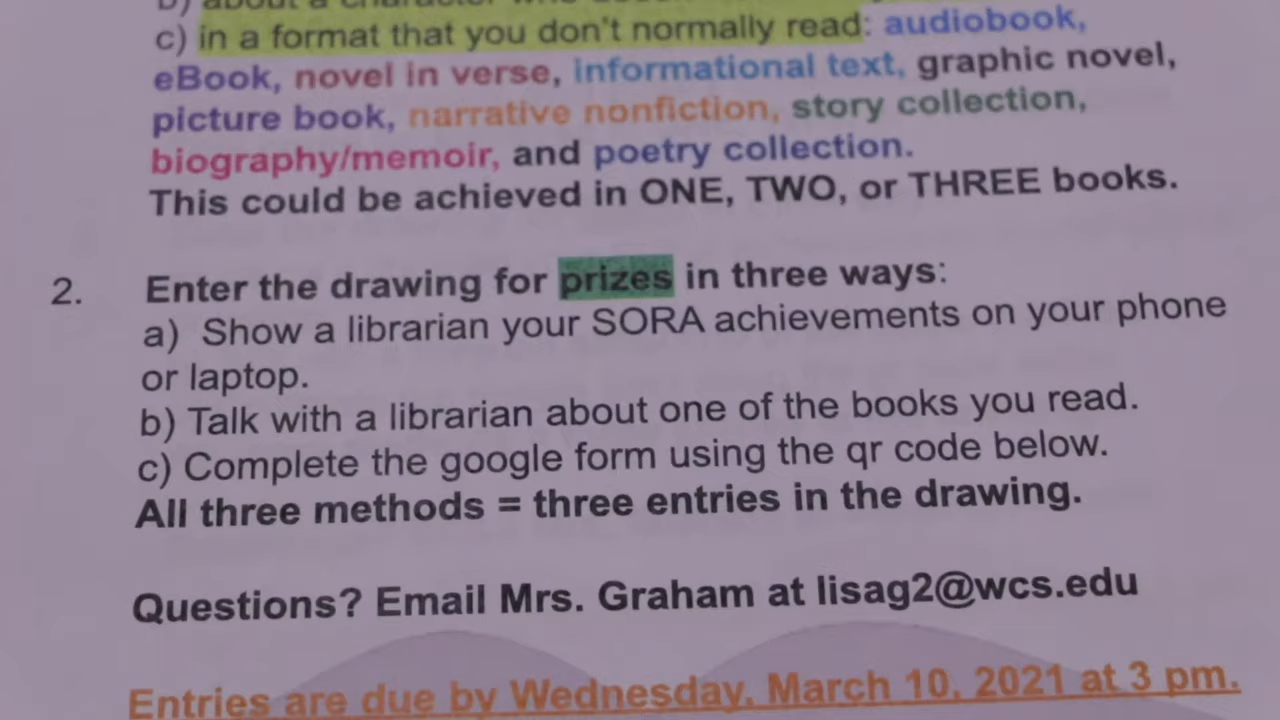 b) about a character who
c) in a format that you don't normally read: audiobook,
eBook, novel in verse, informational text, graphic novel,
picture book, narrative nonfiction, story collection,
biography/memoir, and poetry collection.
This could be achieved in ONE, TWO, or THREE books.
2. Enter the drawing for prizes in three ways:
a) Show a librarian your SORA achievements on your phone
or laptop.
b) Talk with a librarian about one of the books you read.
c) Complete the google form using the qr code below.
All three methods = three entries in the drawing.
Questions? Email Mrs. Graham at lisag2@wcs.edu
Entries are due by Wednesday, March 10, 2021 at 3 pm.